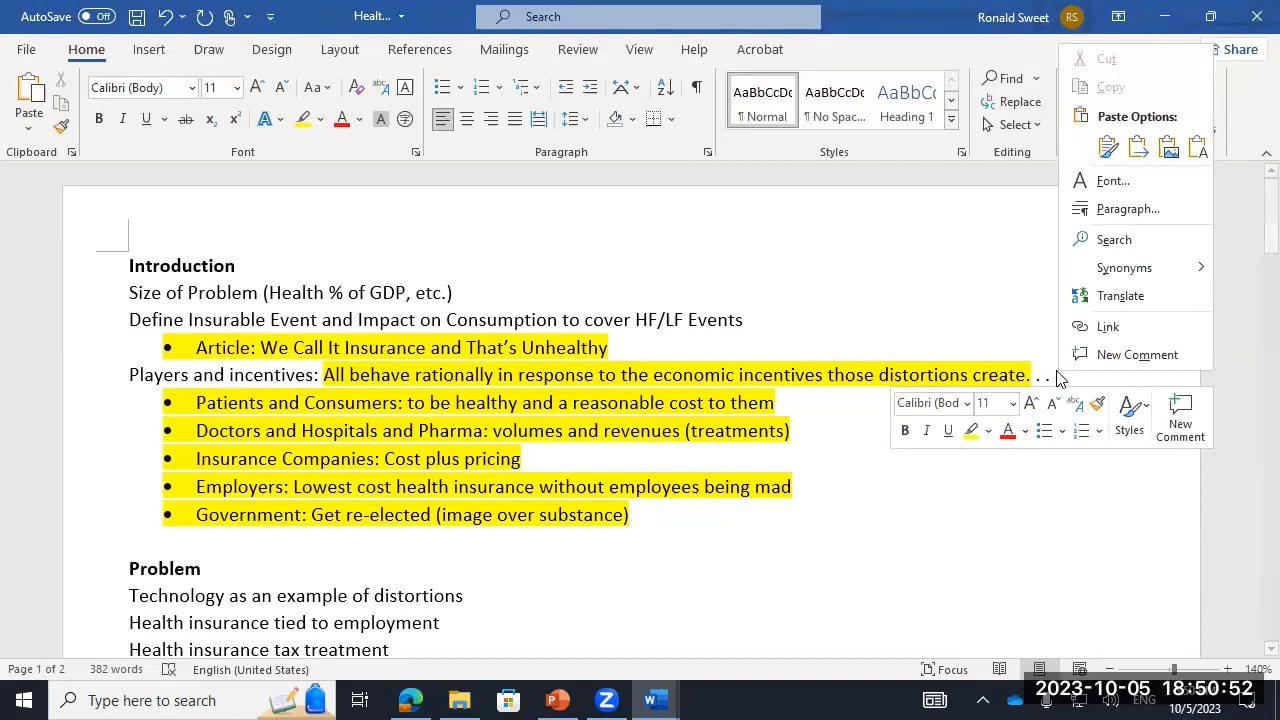 AutoSave Off Healt... Search Ronald Sweet RS
File Home Insert Draw Design Layout References Mailings Review View Help Acrobat Share
Paste
Clipboard
Calibri (Body) 11
Font
Paragraph
AaBbCcDc AaBbCcDc AaBbCc
¶ Normal ¶ No Spac... Heading 1
Styles
Find
Replace
Select
Editing
Cut
Copy
Paste Options:
Font...
Paragraph...
Search
Synonyms
Translate
Link
New Comment
Calibri (Bod 11
Styles
New
Comment
Introduction
Size of Problem (Health % of GDP, etc.)
Define Insurable Event and Impact on Consumption to cover HF/LF Events
• Article: We Call It Insurance and That’s Unhealthy
Players and incentives: All behave rationally in response to the economic incentives those distortions create. . .
• Patients and Consumers: to be healthy and a reasonable cost to them
• Doctors and Hospitals and Pharma: volumes and revenues (treatments)
• Insurance Companies: Cost plus pricing
• Employers: Lowest cost health insurance without employees being mad
• Government: Get re-elected (image over substance)
Problem
Technology as an example of distortions
Health insurance tied to employment
Health insurance tax treatment
Page 1 of 2 382 words English (United States) Focus 140%
Type here to search ENG
2023-10-05 18:50:52
10/5/2023